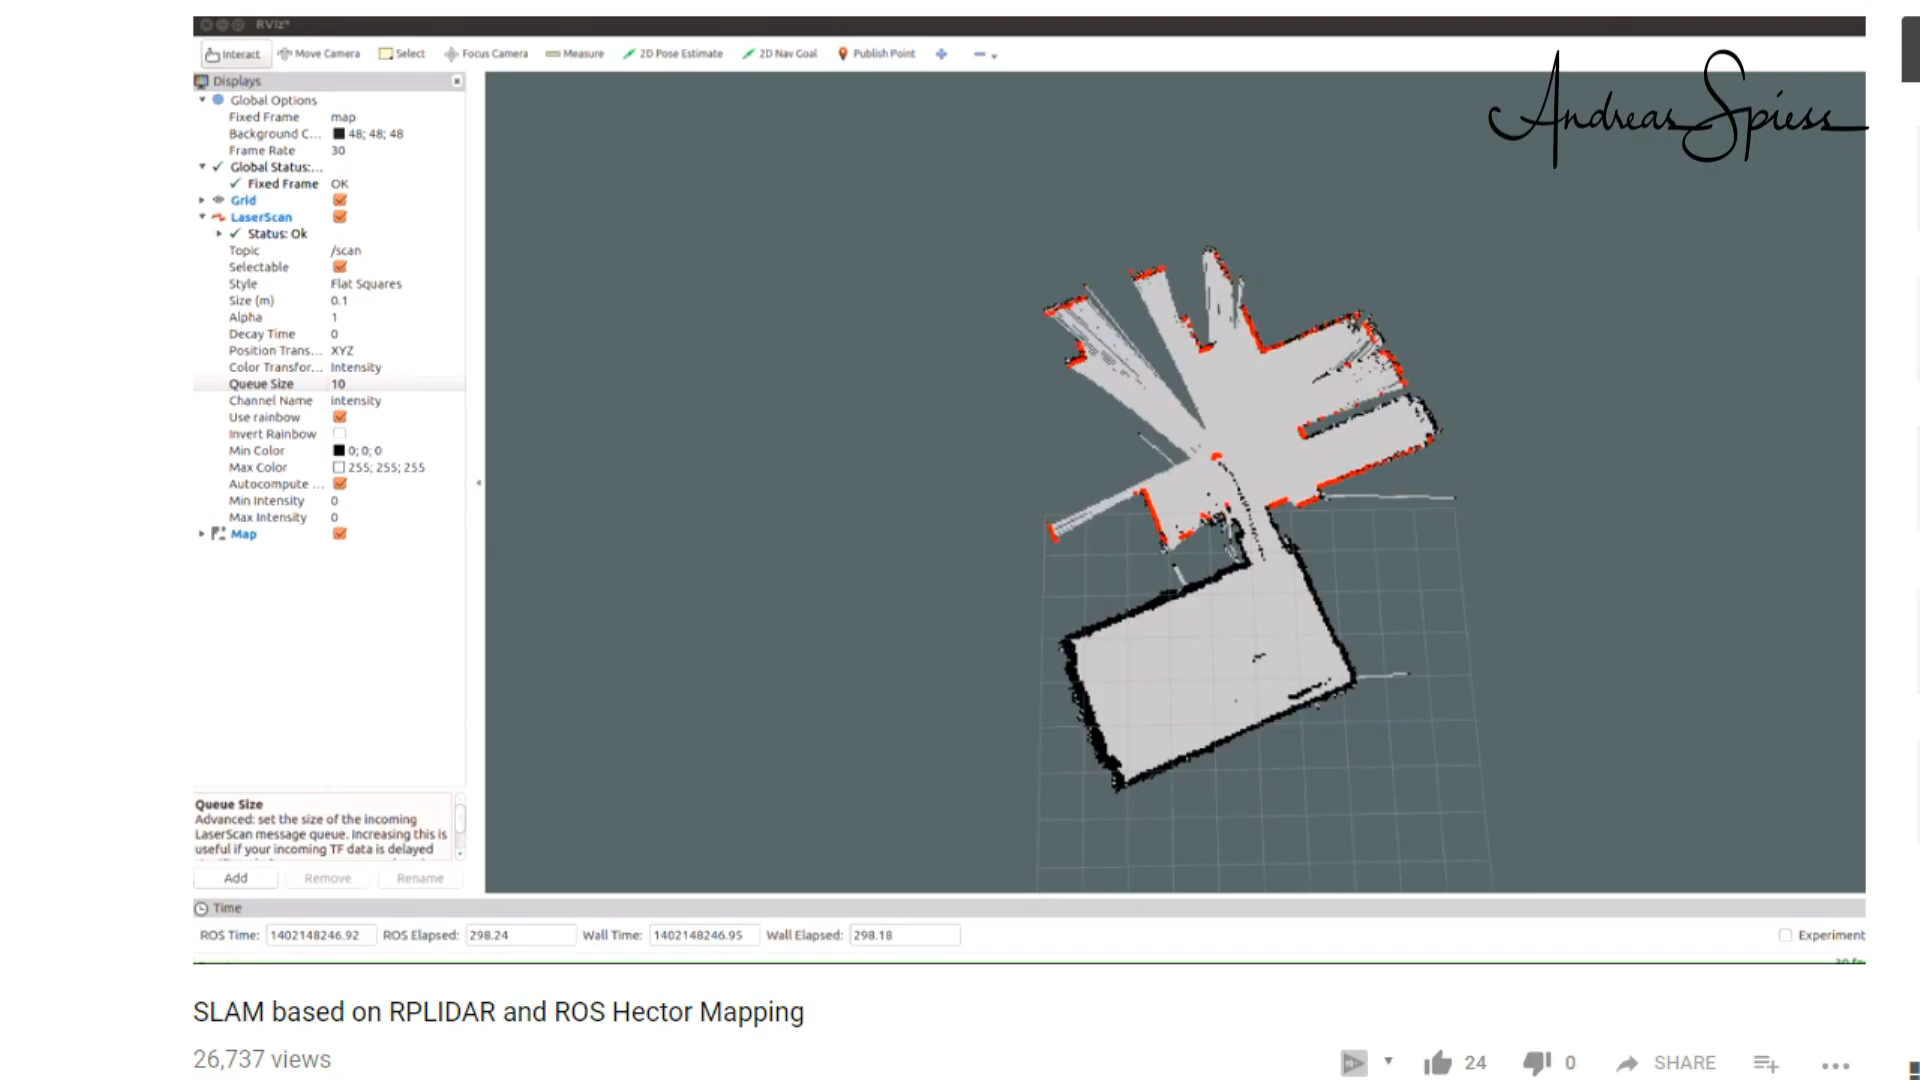 RViz*
Interact Move Camera Select Focus Camera Measure 2D Pose Estimate 2D Nav Goal Publish Point
Andreas Spiess
Displays
Global Options
Fixed Frame map
Background C... 48; 48; 48
Frame Rate 30
Global Status:...
Fixed Frame OK
Grid
LaserScan
Status: Ok
Topic /scan
Selectable
Style Flat Squares
Size (m) 0.1
Alpha 1
Decay Time 0
Position Trans... XYZ
Color Transfor... Intensity
Queue Size 10
Channel Name intensity
Use rainbow
Invert Rainbow
Min Color 0; 0; 0
Max Color 255; 255; 255
Autocompute ...
Min Intensity 0
Max Intensity 0
Map
Queue Size
Advanced: set the size of the incoming
LaserScan message queue. Increasing this is
useful if your incoming TF data is delayed
Add Remove Rename
Time
ROS Time: 1402148246.92 ROS Elapsed: 298.24 Wall Time: 1402148246.95 Wall Elapsed: 298.18 Experiment
SLAM based on RPLIDAR and ROS Hector Mapping
26,737 views
24 0 SHARE